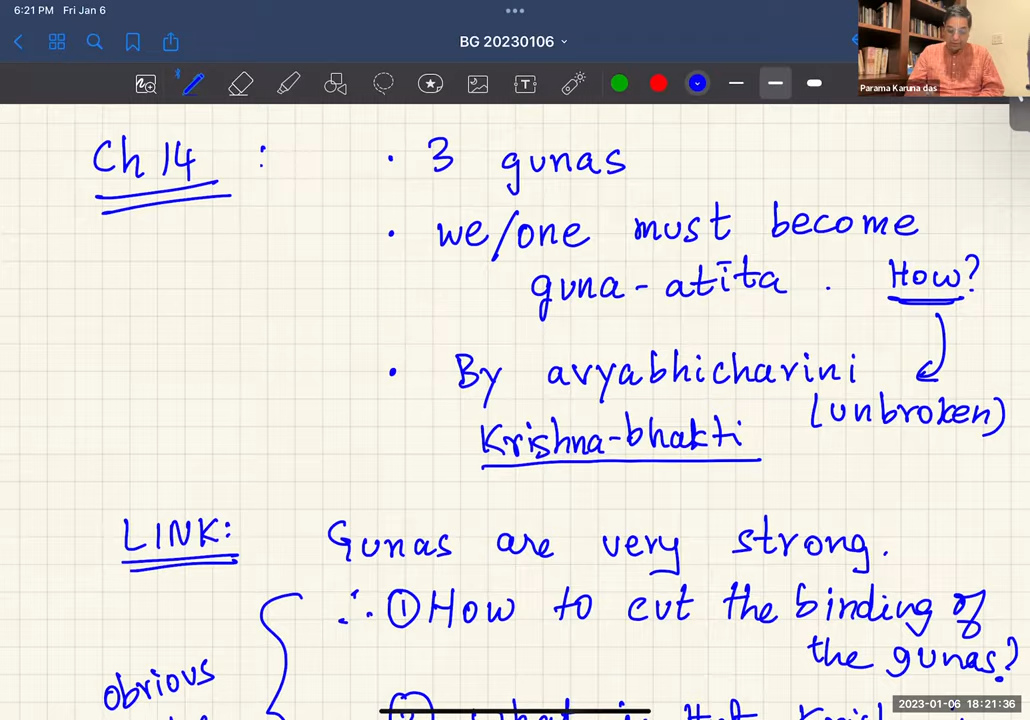 6:21 PM Fri Jan 6
BG 20230106
Parama Karuna das
Ch 14 : · 3 gunas
· we/one must become
guna-atīta. How?
· By avyabhicharini
(unbroken)
Krishna-bhakti
LINK: Gunas are very strong.
∴ ① How to cut the binding of
the gunas?
obvious
2023-01-06 18:21:36